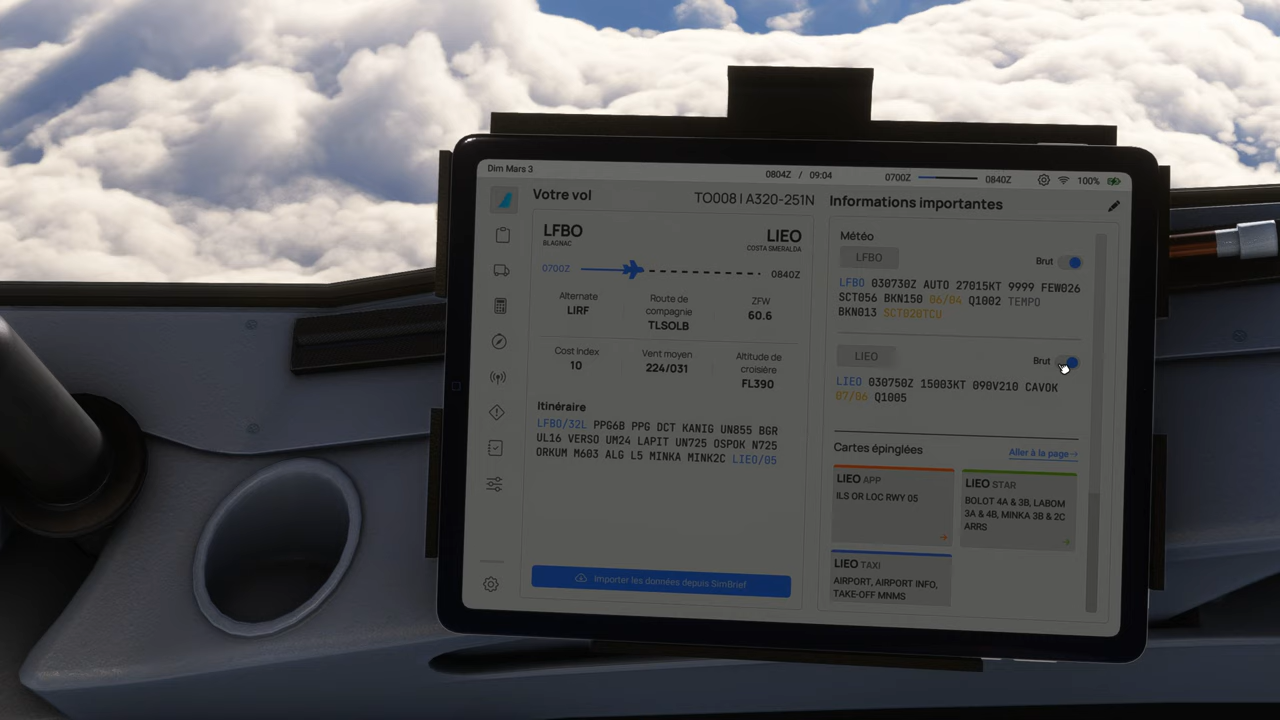 Dim Mars 3
0804Z / 09:04
0700Z
0840Z
100%
Votre vol
TO008 | A320-251N
LFBO
BLAGNAC
LIEO
COSTA SMERALDA
0700Z
0840Z
Alternate
LIRF
Route de
compagnie
TLSOLB
ZFW
60.6
Cost Index
10
Vent moyen
224/031
Altitude de
croisière
FL390
Itinéraire
LFBO/32L PPG6B PPG DCT KANIG UN855 BGR
UL16 VERSO UM24 LAPIT UN725 OSPOK N725
ORKUM M603 ALG L5 MINKA MINK2C LIEO/05
Importer les données depuis SimBrief
Informations importantes
Météo
LFBO
Brut
LFBO 030730Z AUTO 27015KT 9999 FEW026
SCT056 BKN150 06/04 Q1002 TEMPO
BKN013 SCT020TCU
LIEO
Brut
LIEO 030750Z 15003KT 090V210 CAVOK
07/06 Q1005
Cartes épinglées
Aller à la page→
LIEO APP
ILS OR LOC RWY 05
→
LIEO STAR
BOLOT 4A & 3B, LABOM
3A & 4B, MINKA 3B & 2C
ARRS
→
LIEO TAXI
AIRPORT, AIRPORT INFO,
TAKE-OFF MNMS